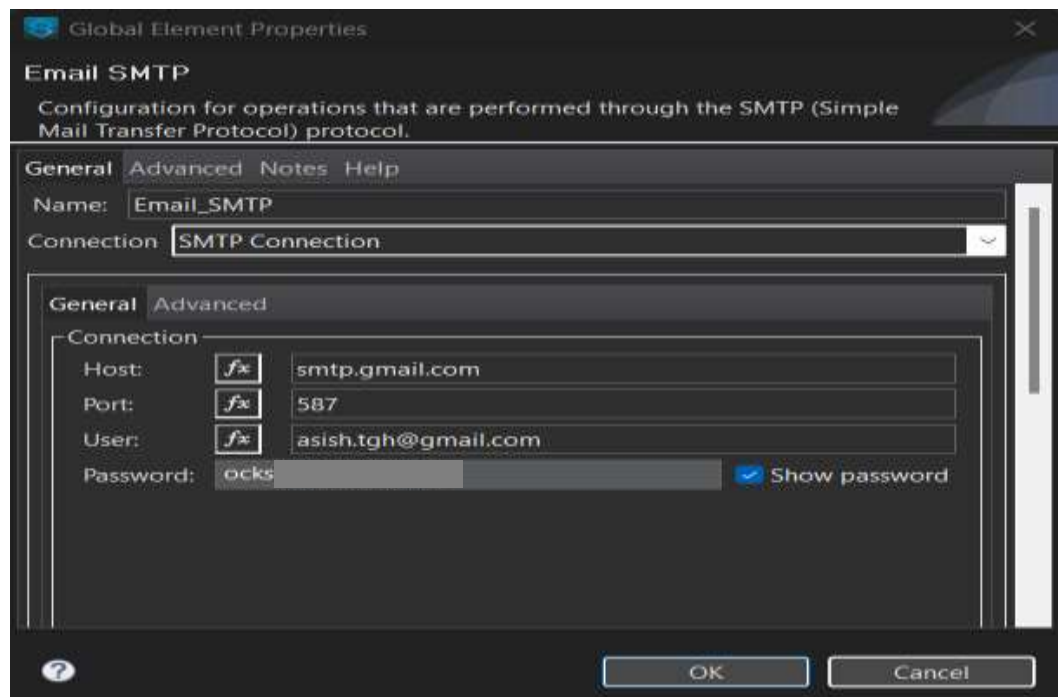 Global Element Properties
Email SMTP
Configuration for operations that are performed through the SMTP (Simple
Mail Transfer Protocol) protocol.
General Advanced Notes Help
Name: Email_SMTP
Connection SMTP Connection
General Advanced
Connection
Host: fx smtp.gmail.com
Port: fx 587
User: fx asish.tgh@gmail.com
Password: ocks Show password
? OK Cancel